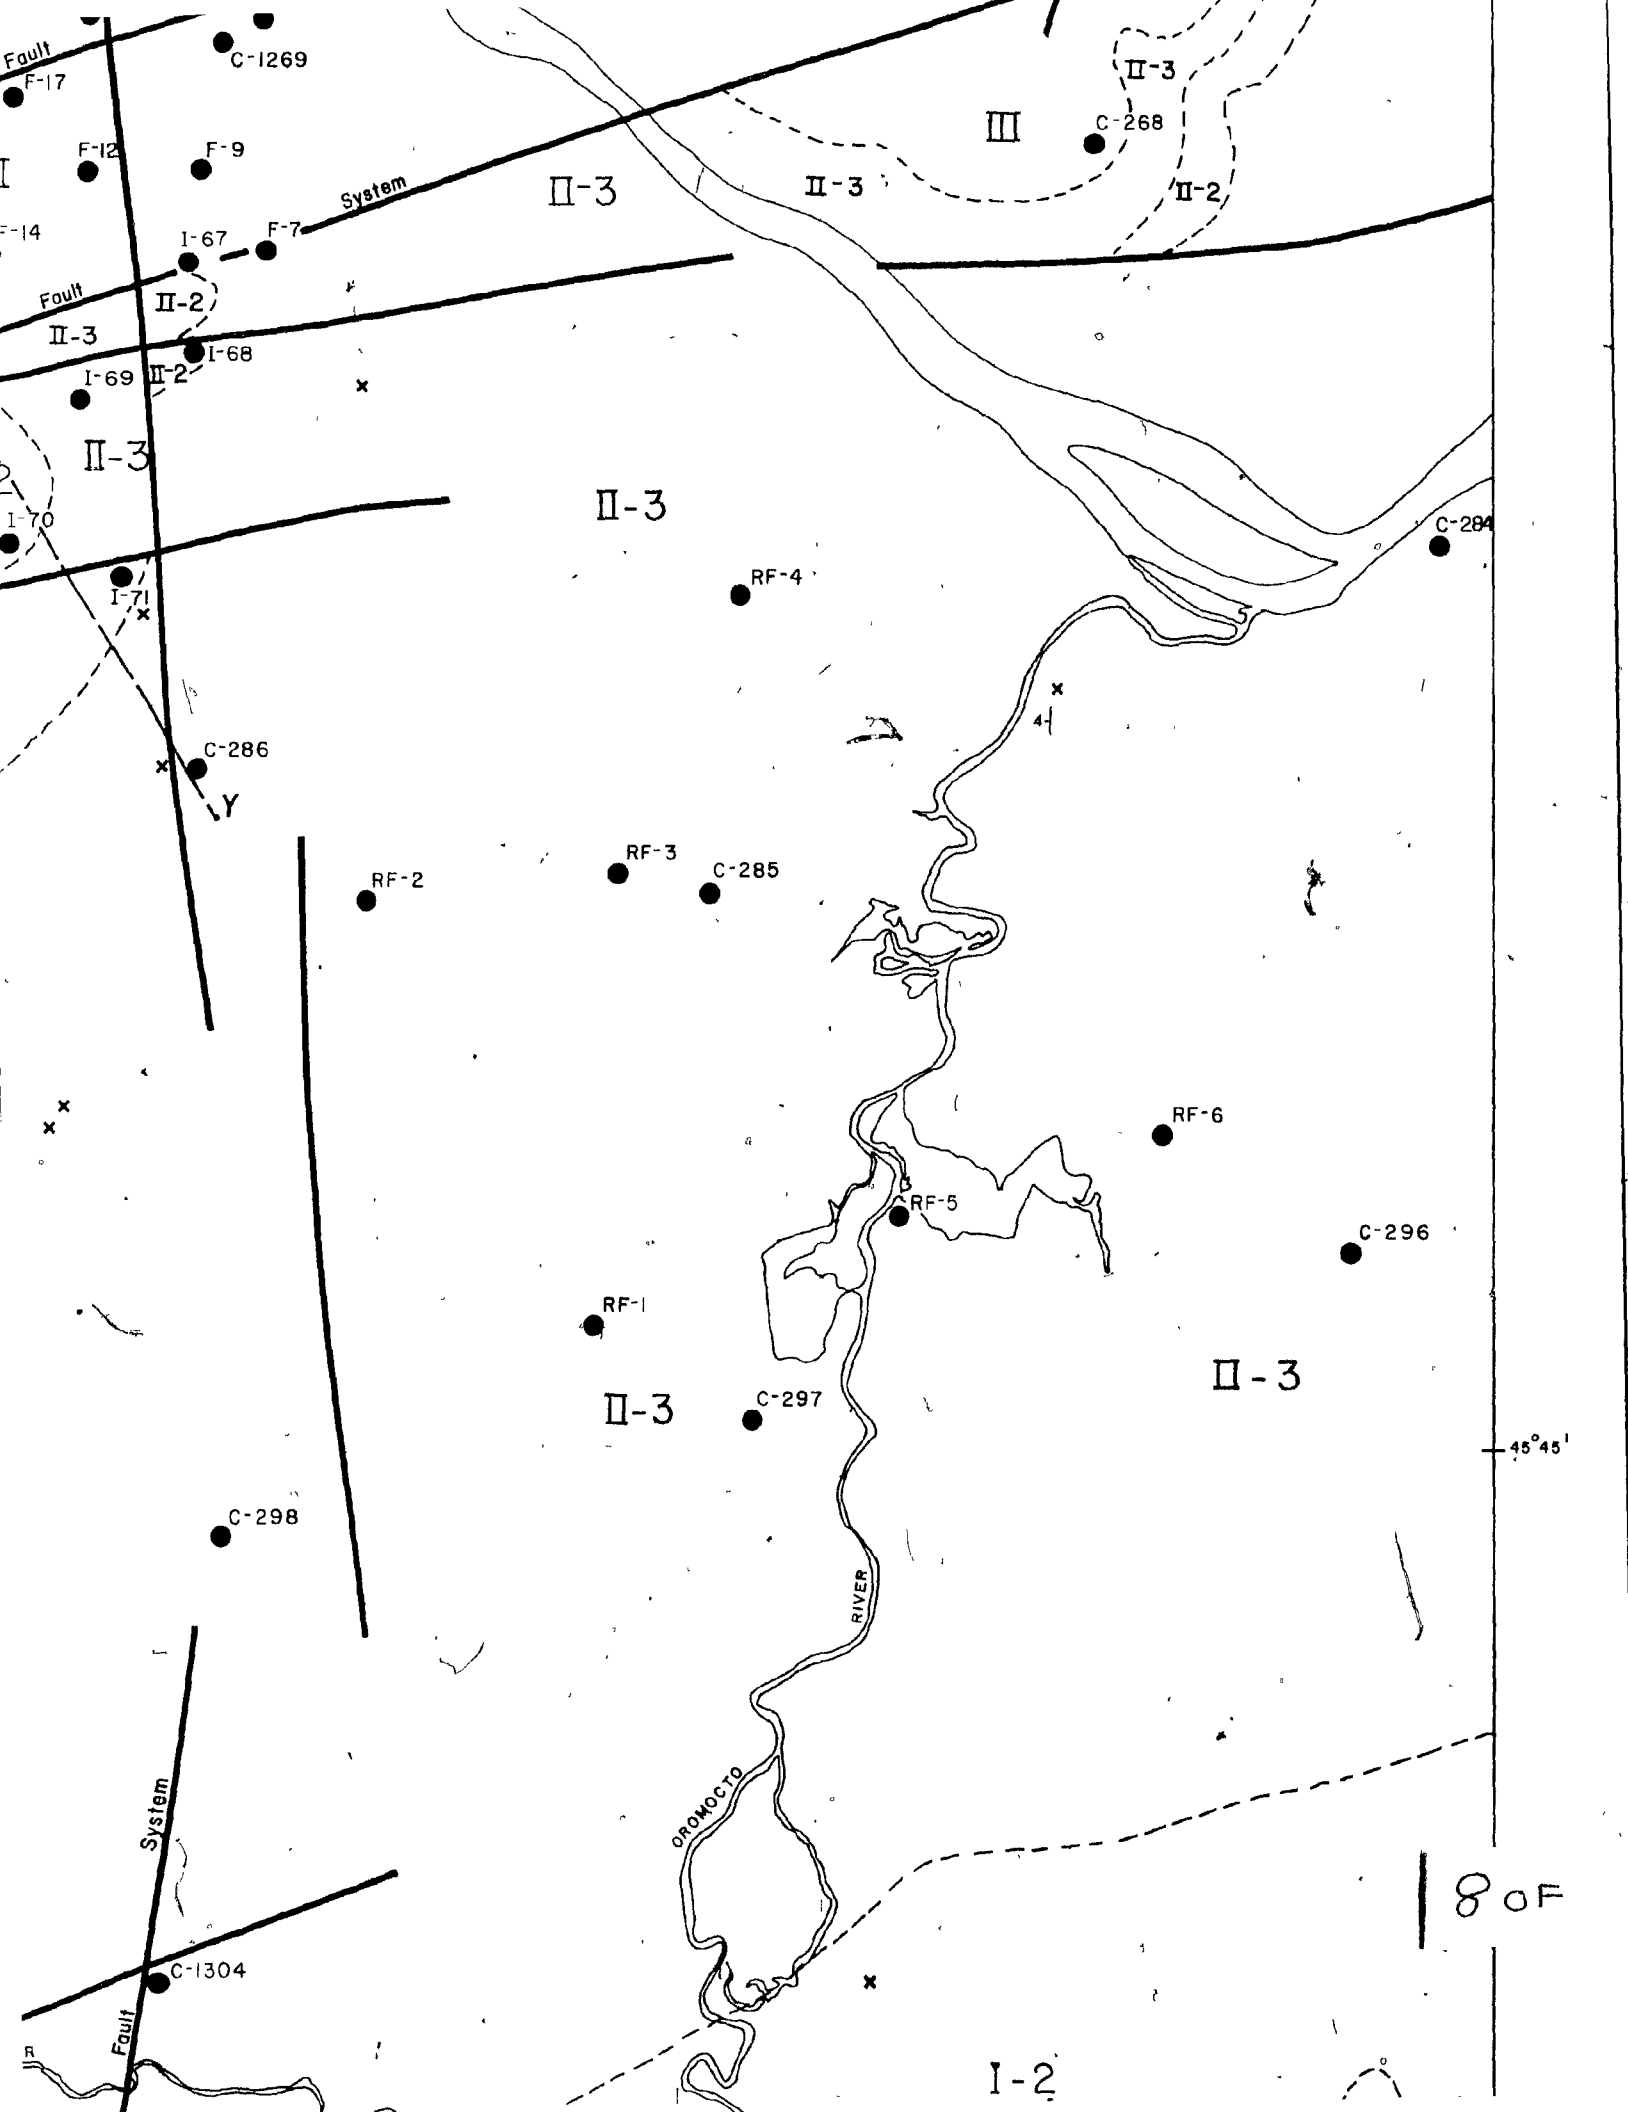 Fault
F-17
C-1269
II-3
III
C-268
F-12
F-9
I
System
II-3
II-3
II-2
F-14
I-67
F-7
Fault
II-2
II-3
I-68
I-69
II-2
II-3
2
II-3
I-70
C-284
I-71
RF-4
4-
C-286
Y
RF-3
C-285
RF-2
RF-6
RF-5
C-296
RF-1
II-3
II-3
C-297
45°45'
C-298
RIVER
System
OROMOCTO
8 OF
C-1304
Fault
R
I-2